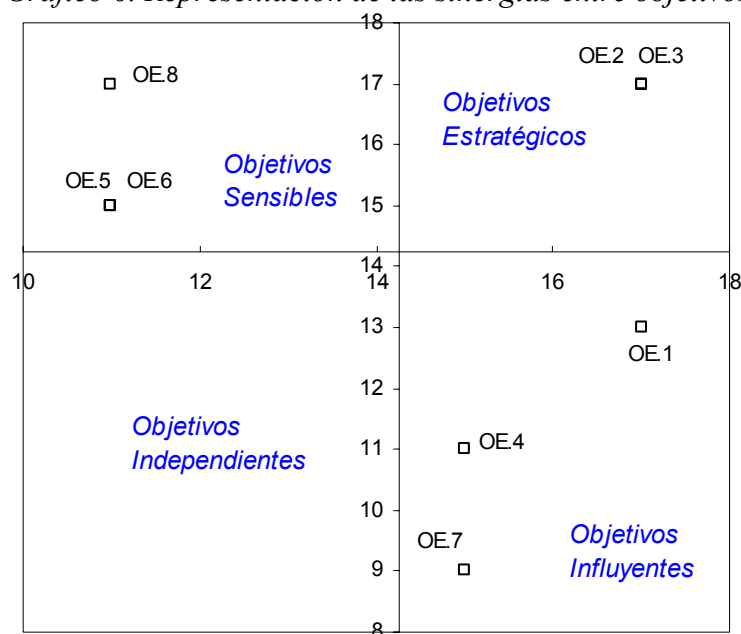 Gráfico 6. Representación de las sinergias entre objetivos
18
OE.8
17
OE.2 OE.3
Objetivos
Estratégicos
16
Objetivos
Sensibles
OE.5 OE.6
15
14
10 12 14 16 18
13
OE.1
12
Objetivos
Independientes
11
OE.4
10
OE.7
Objetivos
Influyentes
9
8